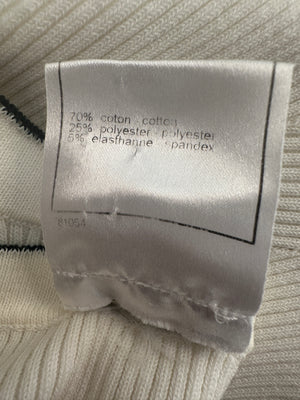 70% coton - cotton
25% polyester - polyester
5% elasthanne - spandex
81054